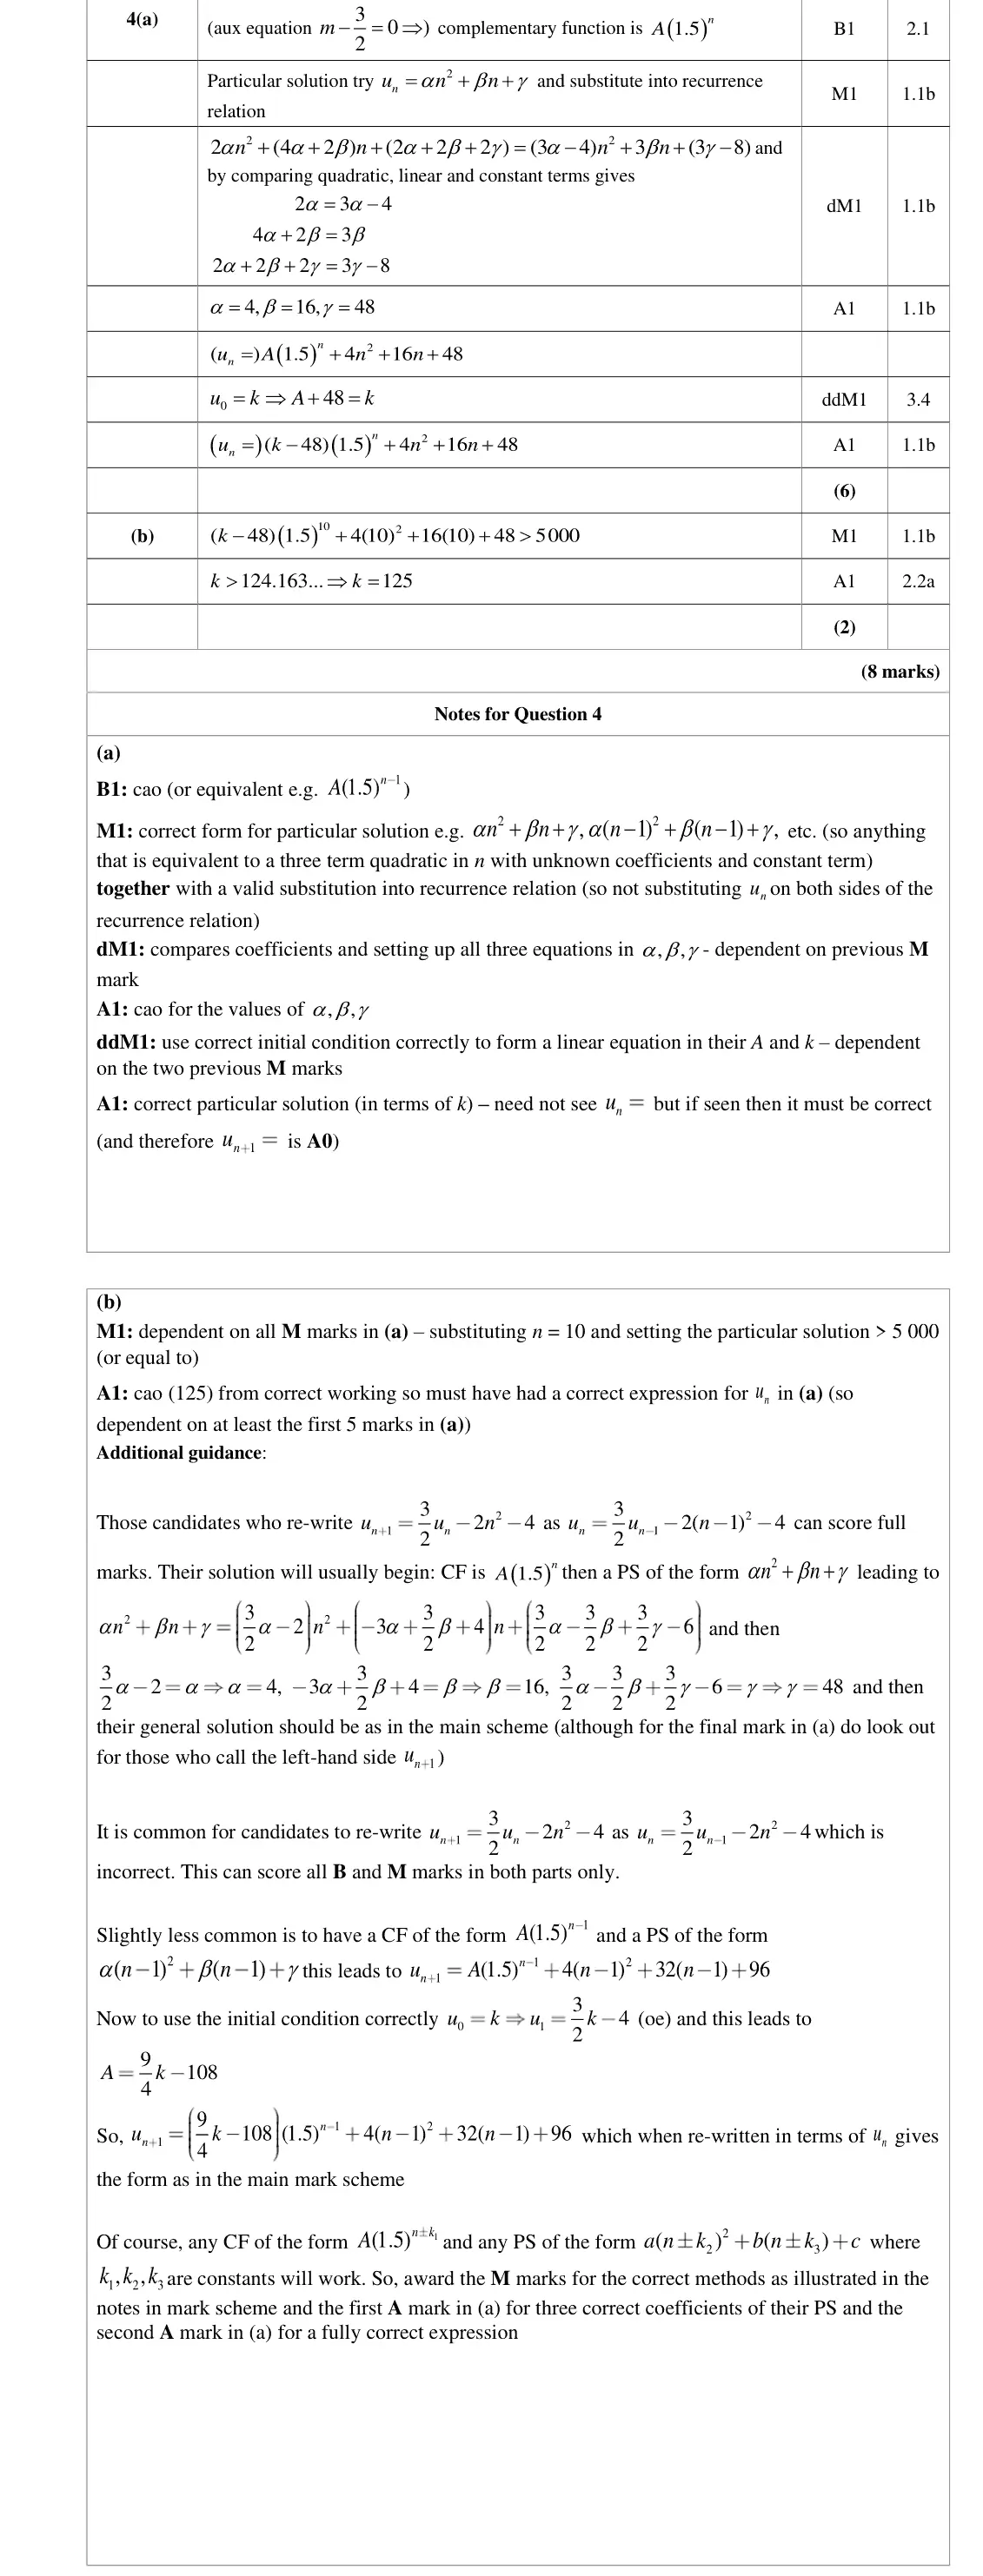 4(a) (aux equation m − 3/2 = 0 ⇒) complementary function is A(1.5)ⁿ B1 2.1
Particular solution try uₙ = αn² + βn + γ and substitute into recurrence
relation M1 1.1b
2αn² + (4α + 2β)n + (2α + 2β + 2γ) = (3α − 4)n² + 3βn + (3γ − 8) and
by comparing quadratic, linear and constant terms gives
2α = 3α − 4 dM1 1.1b
4α + 2β = 3β
2α + 2β + 2γ = 3γ − 8
α = 4, β = 16, γ = 48 A1 1.1b
(uₙ =)A(1.5)ⁿ + 4n² + 16n + 48
u₀ = k ⇒ A + 48 = k ddM1 3.4
(uₙ =)(k − 48)(1.5)ⁿ + 4n² + 16n + 48 A1 1.1b
(6)
(b) (k − 48)(1.5)¹⁰ + 4(10)² + 16(10) + 48 > 5000 M1 1.1b
k > 124.163... ⇒ k = 125 A1 2.2a
(2)
(8 marks)
Notes for Question 4
(a)
B1: cao (or equivalent e.g. A(1.5)ⁿ⁻¹ )
M1: correct form for particular solution e.g. αn² + βn + γ, α(n−1)² + β(n−1) + γ, etc. (so anything
that is equivalent to a three term quadratic in n with unknown coefficients and constant term)
together with a valid substitution into recurrence relation (so not substituting uₙ on both sides of the
recurrence relation)
dM1: compares coefficients and setting up all three equations in α, β, γ - dependent on previous M
mark
A1: cao for the values of α, β, γ
ddM1: use correct initial condition correctly to form a linear equation in their A and k – dependent
on the two previous M marks
A1: correct particular solution (in terms of k) – need not see uₙ = but if seen then it must be correct
(and therefore uₙ₊₁ = is A0)
(b)
M1: dependent on all M marks in (a) – substituting n = 10 and setting the particular solution > 5 000
(or equal to)
A1: cao (125) from correct working so must have had a correct expression for uₙ in (a) (so
dependent on at least the first 5 marks in (a))
Additional guidance:
Those candidates who re-write uₙ₊₁ = 3/2 uₙ − 2n² − 4 as uₙ = 3/2 uₙ₋₁ − 2(n−1)² − 4 can score full
marks. Their solution will usually begin: CF is A(1.5)ⁿ then a PS of the form αn² + βn + γ leading to
αn² + βn + γ = (3/2 α − 2)n² + (−3α + 3/2 β + 4)n + (3/2 α − 3/2 β + 3/2 γ − 6) and then
3/2 α − 2 = α ⇒ α = 4, −3α + 3/2 β + 4 = β ⇒ β = 16, 3/2 α − 3/2 β + 3/2 γ − 6 = γ ⇒ γ = 48 and then
their general solution should be as in the main scheme (although for the final mark in (a) do look out
for those who call the left-hand side uₙ₊₁ )
It is common for candidates to re-write uₙ₊₁ = 3/2 uₙ − 2n² − 4 as uₙ = 3/2 uₙ₋₁ − 2n² − 4 which is
incorrect. This can score all B and M marks in both parts only.
Slightly less common is to have a CF of the form A(1.5)ⁿ⁻¹ and a PS of the form
α(n−1)² + β(n−1) + γ this leads to uₙ₊₁ = A(1.5)ⁿ⁻¹ + 4(n−1)² + 32(n−1) + 96
Now to use the initial condition correctly u₀ = k ⇒ u₁ = 3/2 k − 4 (oe) and this leads to
A = 9/4 k − 108
So, uₙ₊₁ = (9/4 k − 108)(1.5)ⁿ⁻¹ + 4(n−1)² + 32(n−1) + 96 which when re-written in terms of uₙ gives
the form as in the main mark scheme
Of course, any CF of the form A(1.5)^(n±k₁) and any PS of the form a(n ± k₂)² + b(n ± k₃) + c where
k₁, k₂, k₃ are constants will work. So, award the M marks for the correct methods as illustrated in the
notes in mark scheme and the first A mark in (a) for three correct coefficients of their PS and the
second A mark in (a) for a fully correct expression